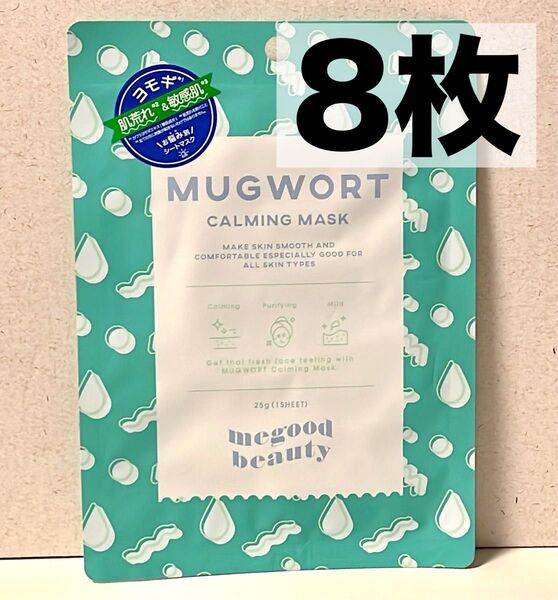 8枚
ヨモギ
肌荒れ*2 & 敏感肌*3
お悩み別
シートマスク
MUGWORT
CALMING MASK
MAKE SKIN SMOOTH AND
COMFORTABLE ESPECIALLY GOOD FOR
ALL SKIN TYPES
Calming Purifying Mild
Get that fresh face feeling with
MUGWORT Calming Mask.
25g (1SHEET)
megood
beauty